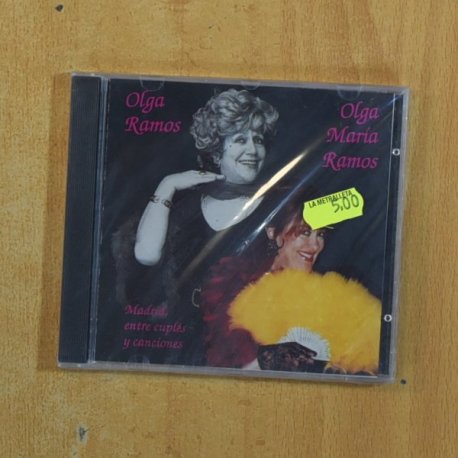 Olga
Ramos
Olga
María
Ramos
LA METRALLETA
5.00
Madrid,
entre cuplés
y canciones